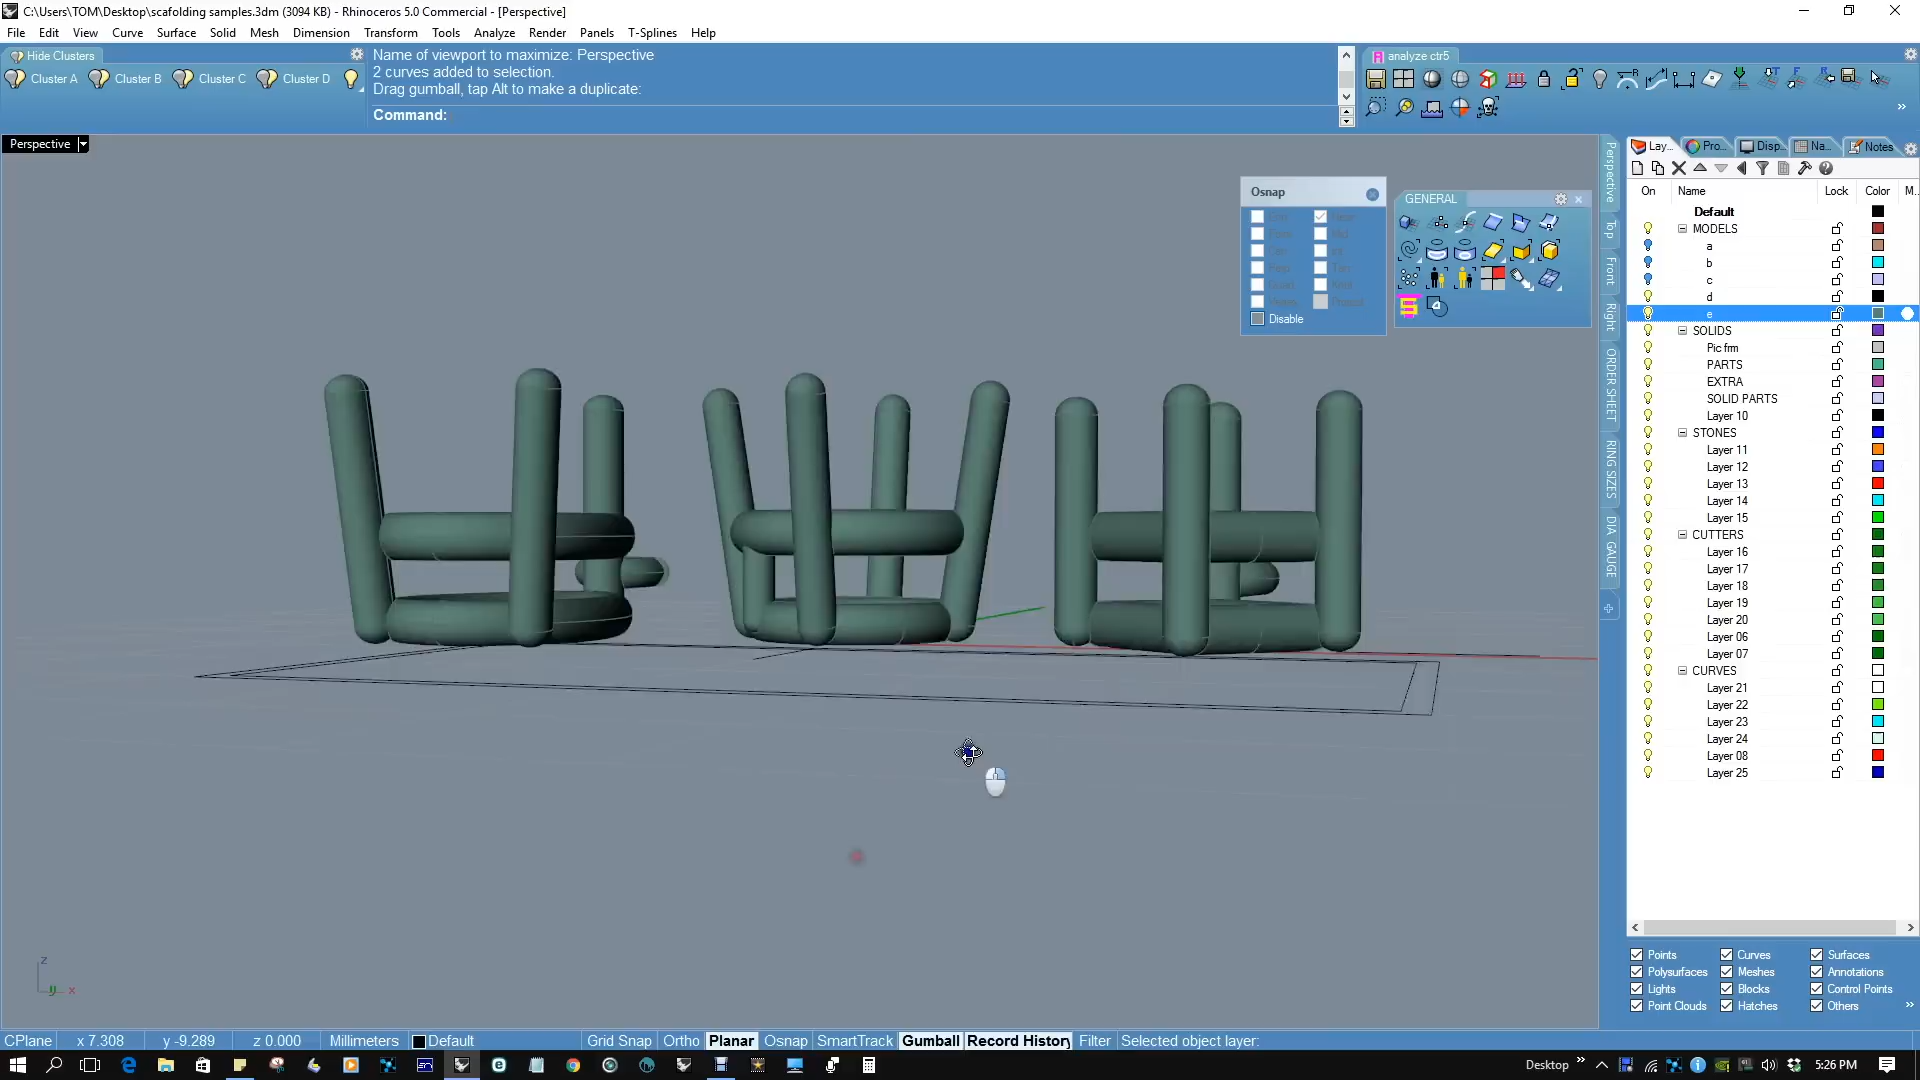 C:\Users\TOM\Desktop\scafolding samples.3dm (3094 KB) - Rhinoceros 5.0 Commercial - [Perspective]
File Edit View Curve Surface Solid Mesh Dimension Transform Tools Analyze Render Panels T-Splines Help
Hide Clusters
Cluster A Cluster B Cluster C Cluster D
Name of viewport to maximize: Perspective
2 curves added to selection.
Drag gumball, tap Alt to make a duplicate:
Command:
analyze ctr5
Perspective
Osnap
Disable
GENERAL
Perspective
Top
Front
Right
ORDER SHEET
RING SIZES
DIA GAUGE
Lay... Pro... Disp... Na... Notes
On Name Lock Color M...
Default
MODELS
a
b
c
d
e
SOLIDS
Pic frm
PARTS
EXTRA
SOLID PARTS
Layer 10
STONES
Layer 11
Layer 12
Layer 13
Layer 14
Layer 15
CUTTERS
Layer 16
Layer 17
Layer 18
Layer 19
Layer 20
Layer 06
Layer 07
CURVES
Layer 21
Layer 22
Layer 23
Layer 24
Layer 08
Layer 25
Points Curves Surfaces
Polysurfaces Meshes Annotations
Lights Blocks Control Points
Point Clouds Hatches Others
z
y x
CPlane x 7.308 y -9.289 z 0.000 Millimeters Default Grid Snap Ortho Planar Osnap SmartTrack Gumball Record History Filter Selected object layer:
Desktop 5:26 PM